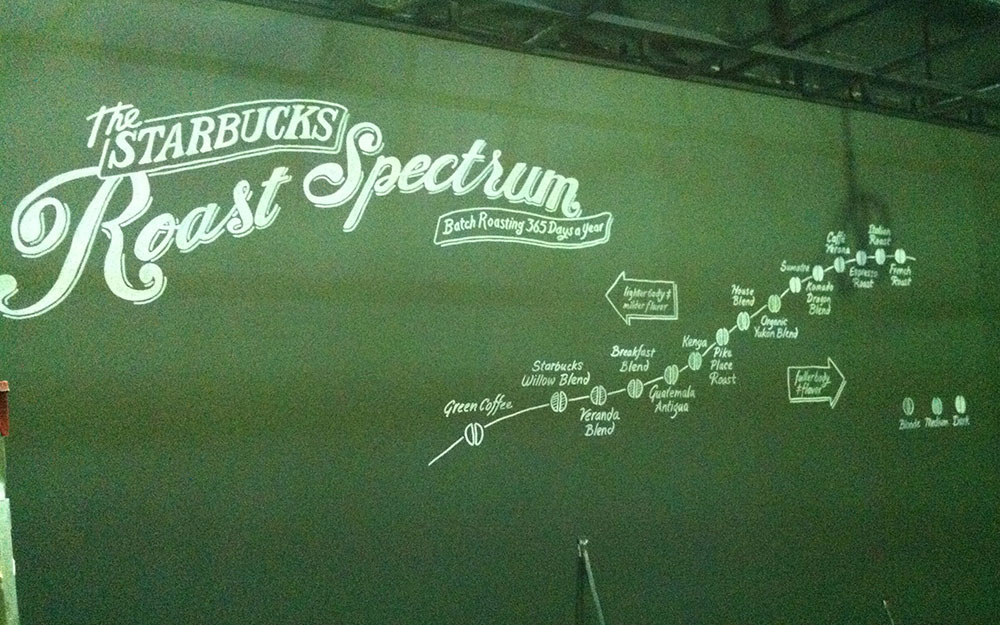 The
STARBUCKS
Roast Spectrum
Batch Roasting 365 Days a Year
lighter body +
milder flavor
Green Coffee
Starbucks
Willow Blend
Veranda
Blend
Breakfast
Blend
Guatemala
Antigua
Kenya
Pike
Place
Roast
House
Blend
Organic
Yukon Blend
Sumatra
Komodo
Dragon
Blend
Caffè
Verona
Espresso
Roast
Italian
Roast
French
Roast
fuller body
+ flavor
Blonde
Medium
Dark